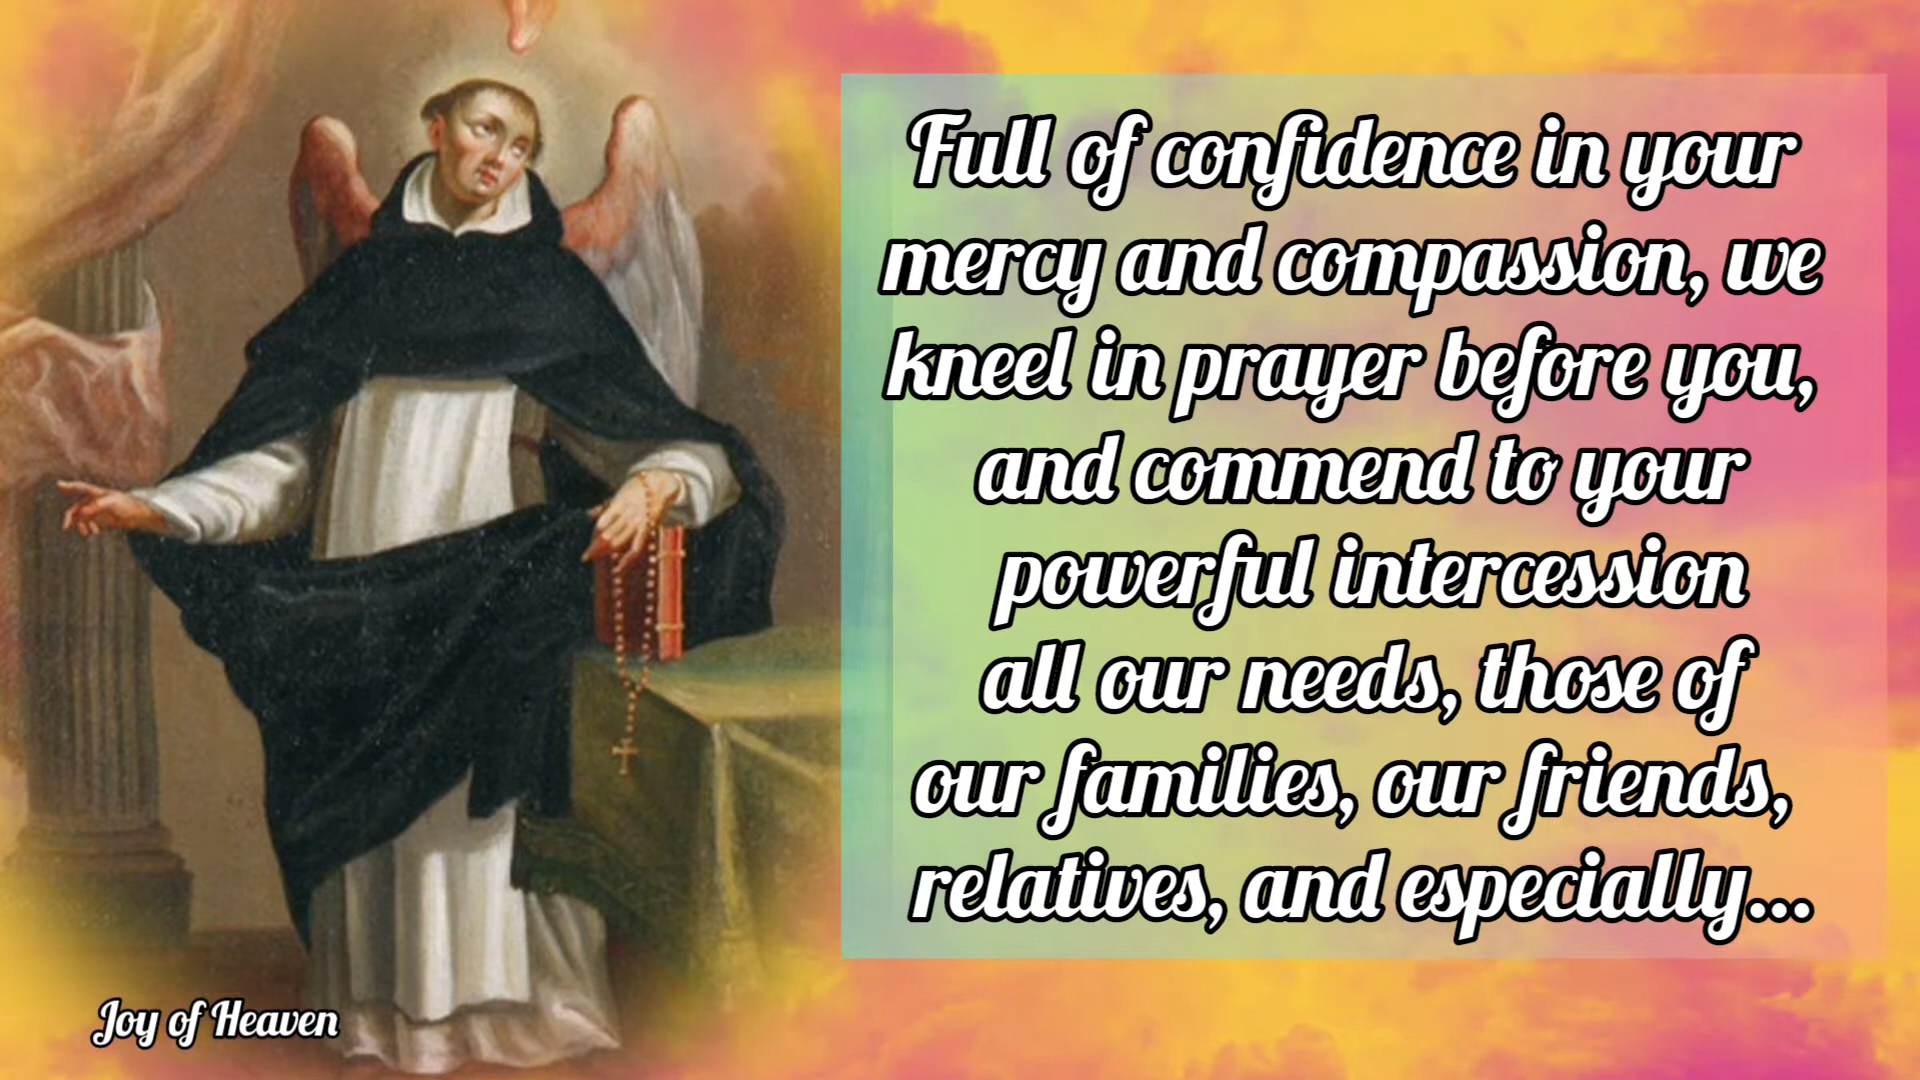 Full of confidence in your
mercy and compassion, we
kneel in prayer before you,
and commend to your
powerful intercession
all our needs, those of
our families, our friends,
relatives, and especially...
Joy of Heaven